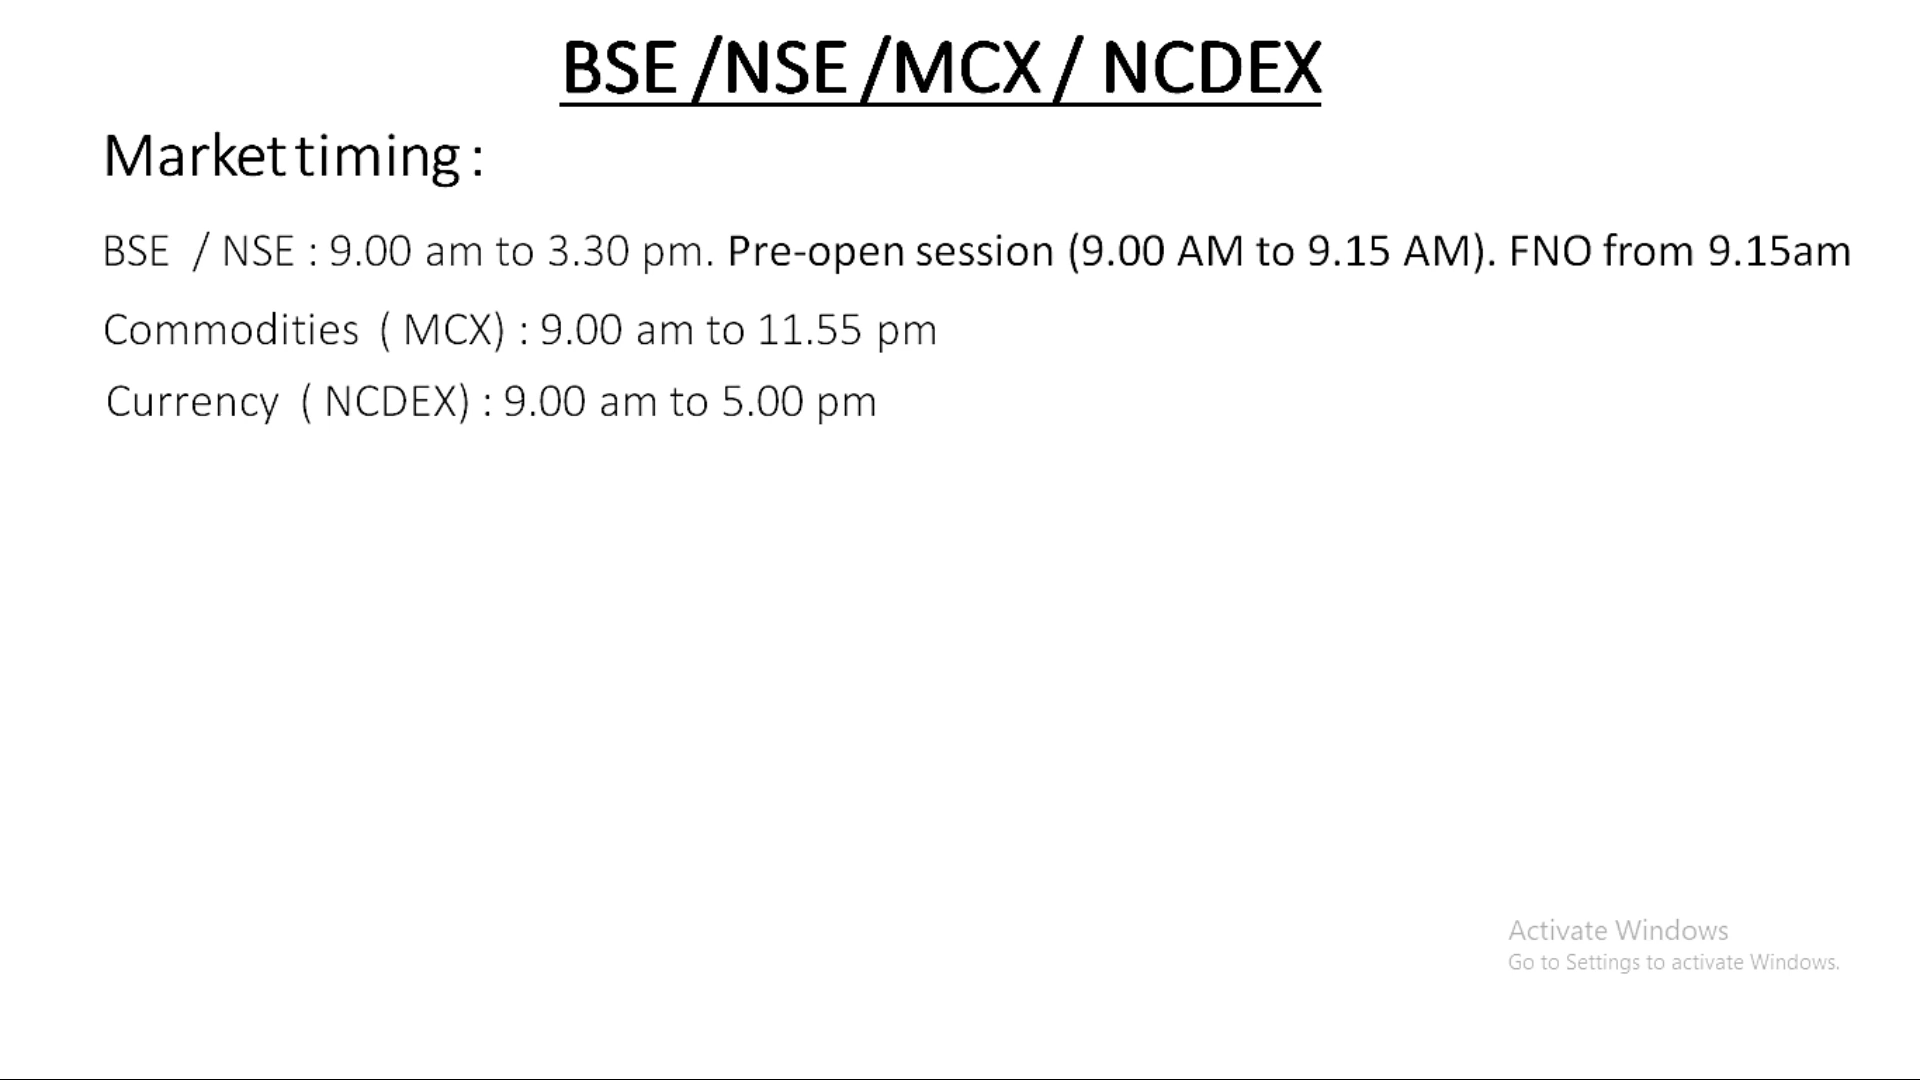 BSE /NSE /MCX / NCDEX
Market timing :
BSE / NSE : 9.00 am to 3.30 pm. Pre-open session (9.00 AM to 9.15 AM). FNO from 9.15am
Commodities ( MCX) : 9.00 am to 11.55 pm
Currency ( NCDEX) : 9.00 am to 5.00 pm
Activate Windows
Go to Settings to activate Windows.